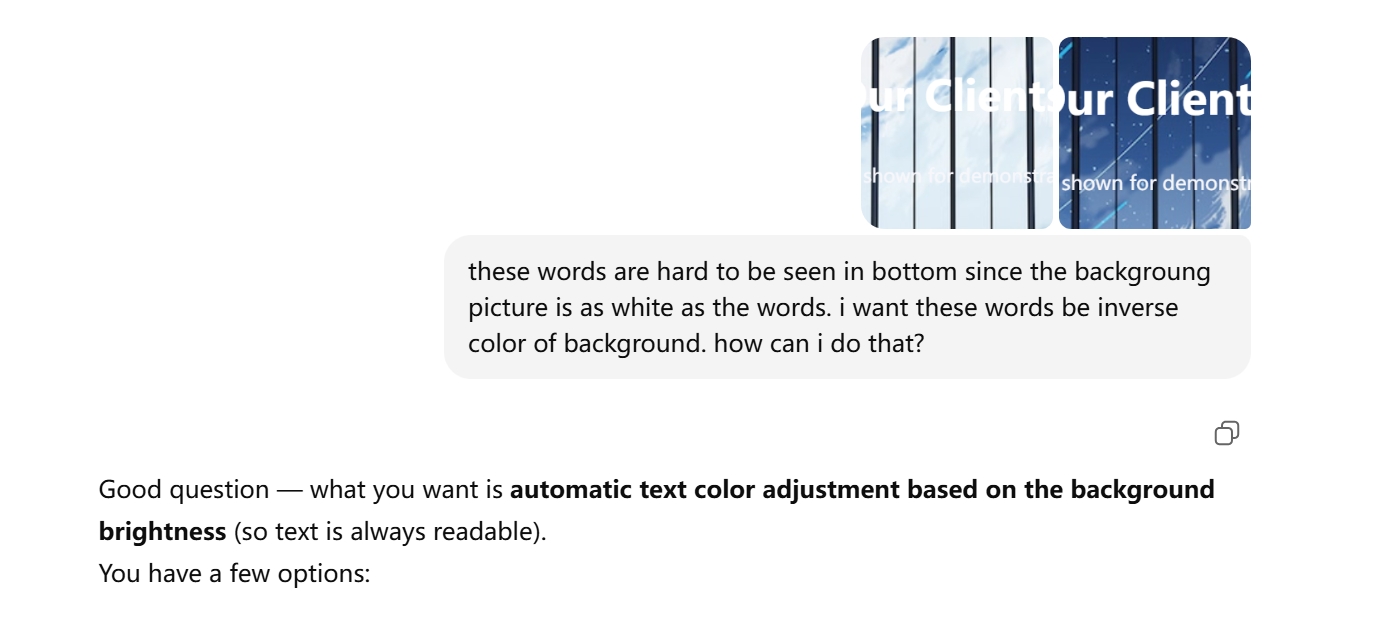 ur Clients
shown for demonstra
Our Client
shown for demonstr
these words are hard to be seen in bottom since the backgroung
picture is as white as the words. i want these words be inverse
color of background. how can i do that?
Good question — what you want is automatic text color adjustment based on the background
brightness (so text is always readable).
You have a few options: